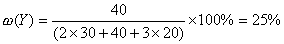 ω(Y) = 40 / (2×30+40+3×20) ×100% = 25%